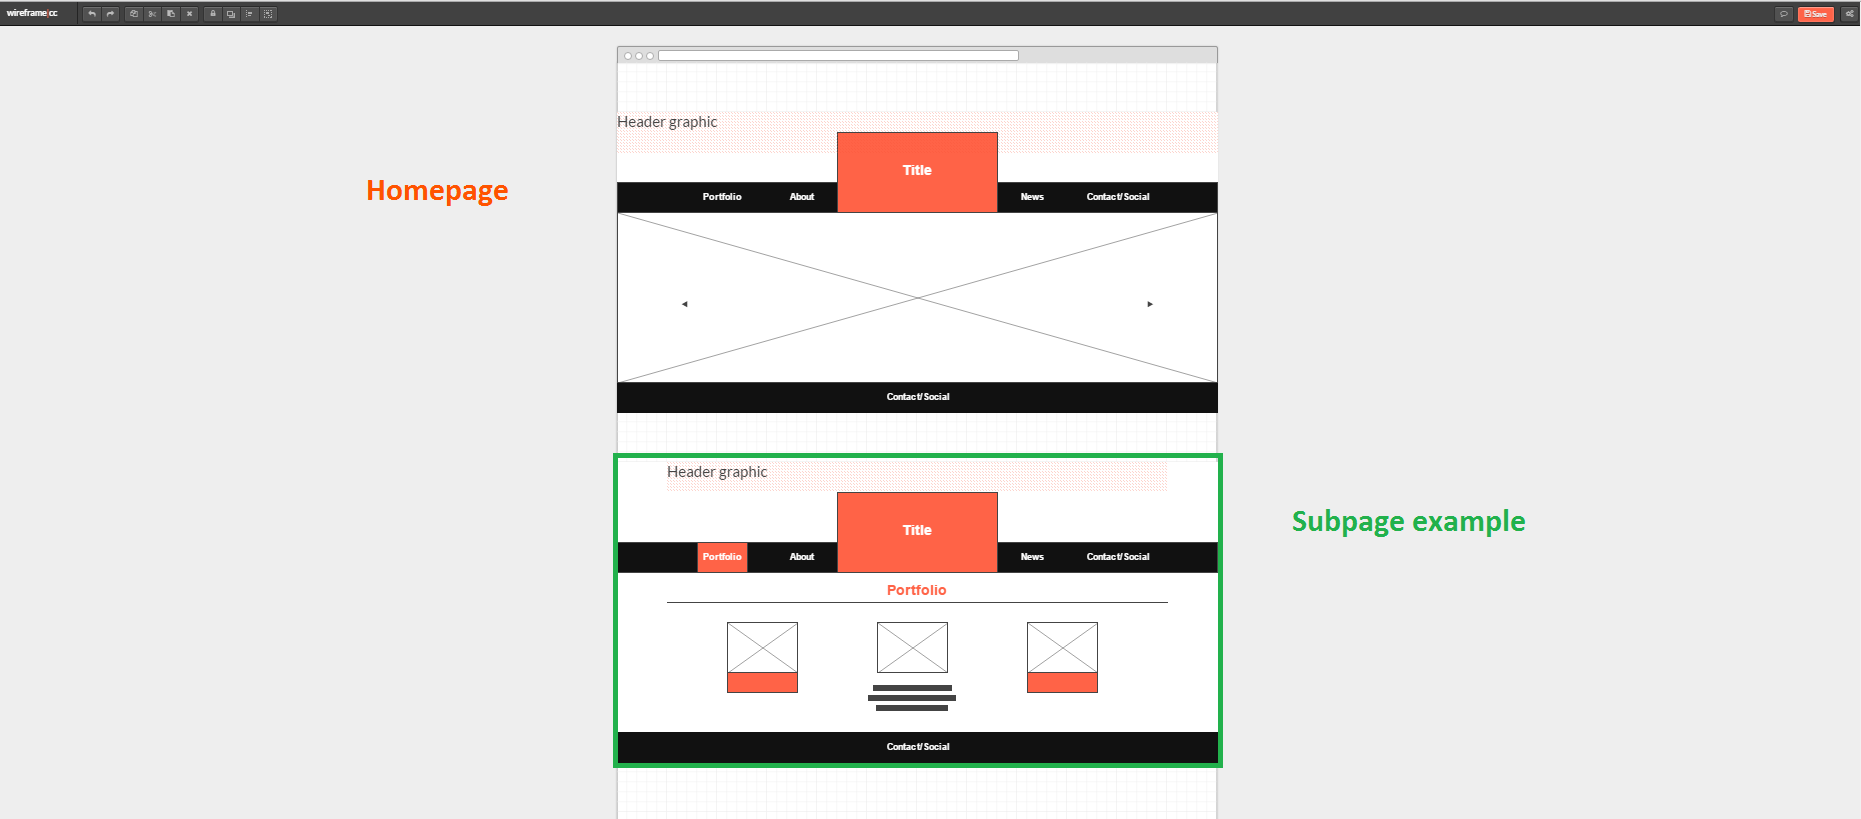 wireframe|cc
Save
Header graphic
Title
Homepage
Portfolio About News Contact/Social
Contact/Social
Header graphic
Title
Subpage example
Portfolio About News Contact/Social
Portfolio
Contact/Social